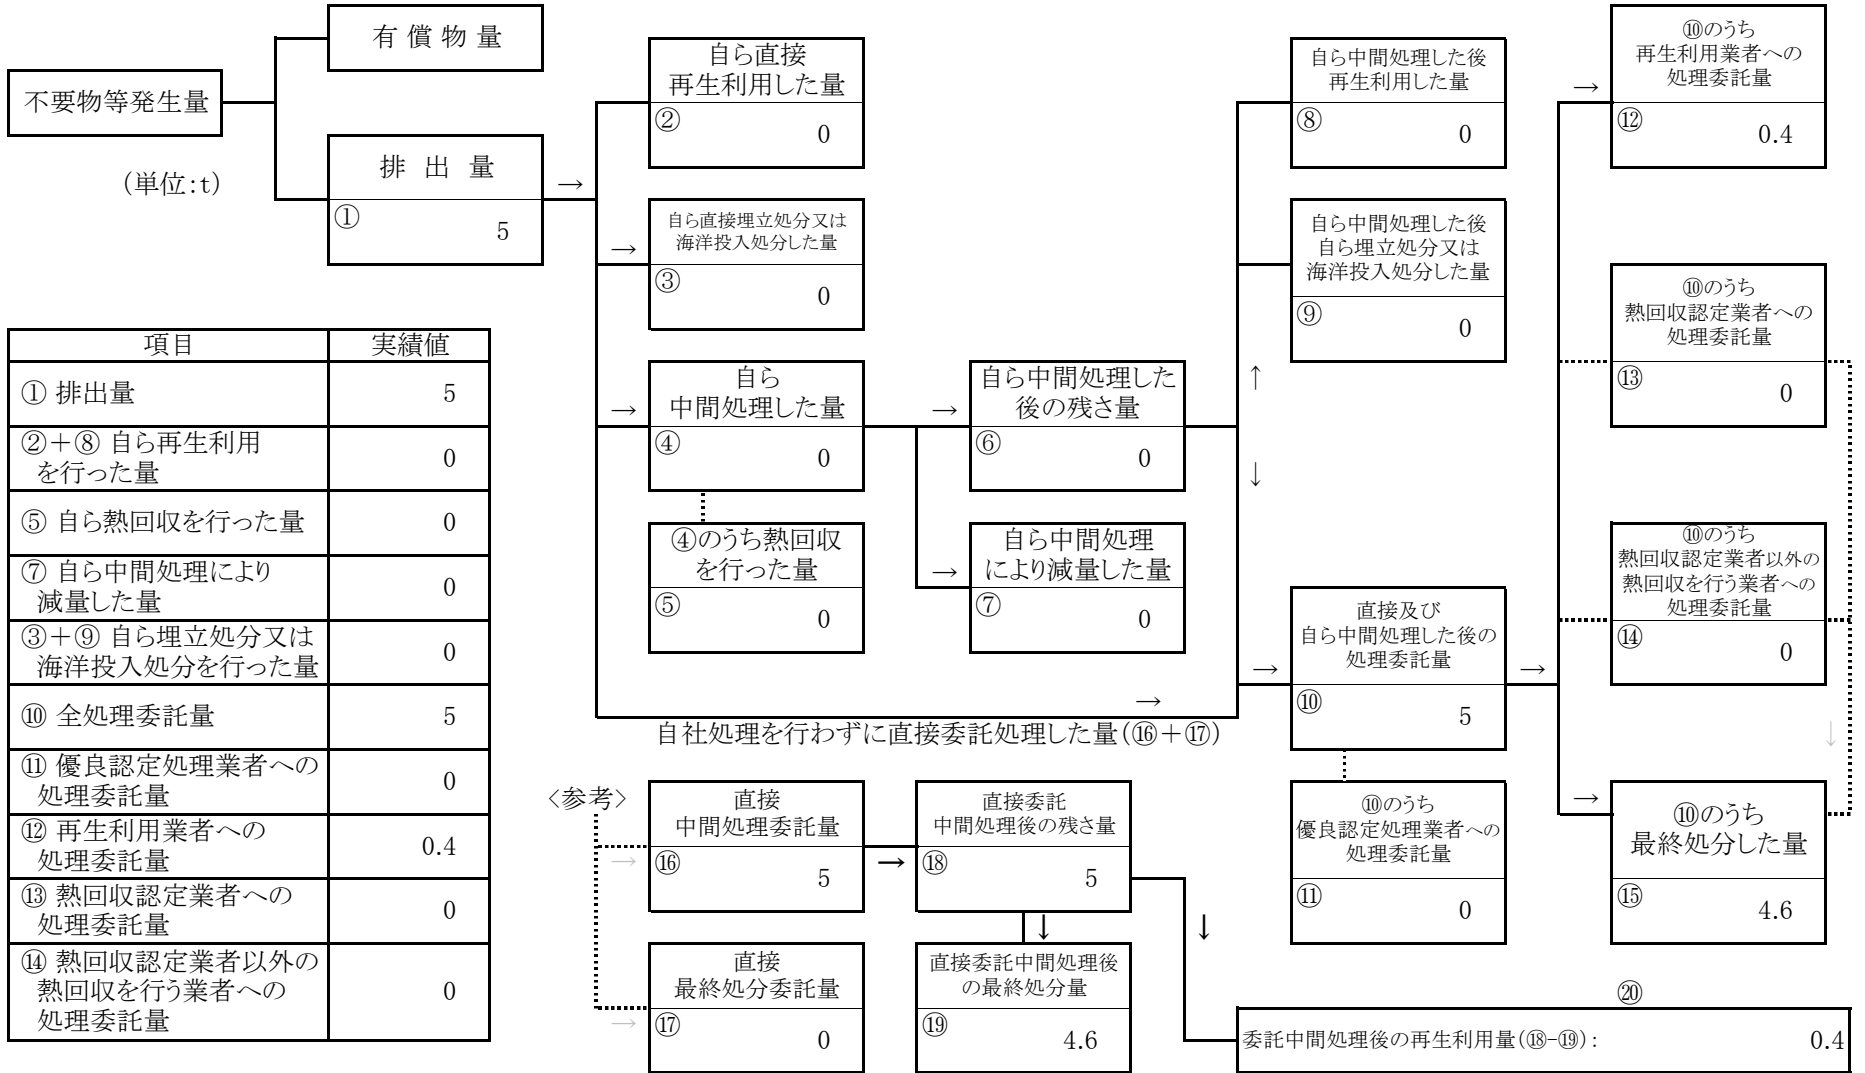 有 償 物 量
不要物等発生量
排 出 量
①
5
(単位:t)
→
自ら直接
再生利用した量
②
0
→
自ら直接埋立処分又は
海洋投入処分した量
③
0
→
自ら
中間処理した量
④
0
④のうち熱回収
を行った量
⑤
0
→
自ら中間処理した
後の残さ量
⑥
0
→
自ら中間処理
により減量した量
⑦
0
↑
↓
自ら中間処理した後
再生利用した量
⑧
0
自ら中間処理した後
自ら埋立処分又は
海洋投入処分した量
⑨
0
→
自社処理を行わずに直接委託処理した量(⑯+⑰)
→
直接及び
自ら中間処理した後の
処理委託量
⑩
5
→
⑩のうち
優良認定処理業者への
処理委託量
⑪
0
→
⑩のうち
再生利用業者への
処理委託量
⑫
0.4
⑩のうち
熱回収認定業者への
処理委託量
⑬
0
⑩のうち
熱回収認定業者以外の
熱回収を行う業者への
処理委託量
⑭
0
↓
→
⑩のうち
最終処分した量
⑮
4.6
項目 実績値
① 排出量 5
②+⑧ 自ら再生利用
を行った量 0
⑤ 自ら熱回収を行った量 0
⑦ 自ら中間処理により
減量した量 0
③+⑨ 自ら埋立処分又は
海洋投入処分を行った量 0
⑩ 全処理委託量 5
⑪ 優良認定処理業者への
処理委託量 0
⑫ 再生利用業者への
処理委託量 0.4
⑬ 熱回収認定業者への
処理委託量 0
⑭ 熱回収認定業者以外の
熱回収を行う業者への
処理委託量 0
<参考>
→
直接
中間処理委託量
⑯
5
→
直接委託
中間処理後の残さ量
⑱
5
↓
↓
→
直接
最終処分委託量
⑰
0
直接委託中間処理後
の最終処分量
⑲
4.6
⑳
委託中間処理後の再生利用量(⑱-⑲): 0.4